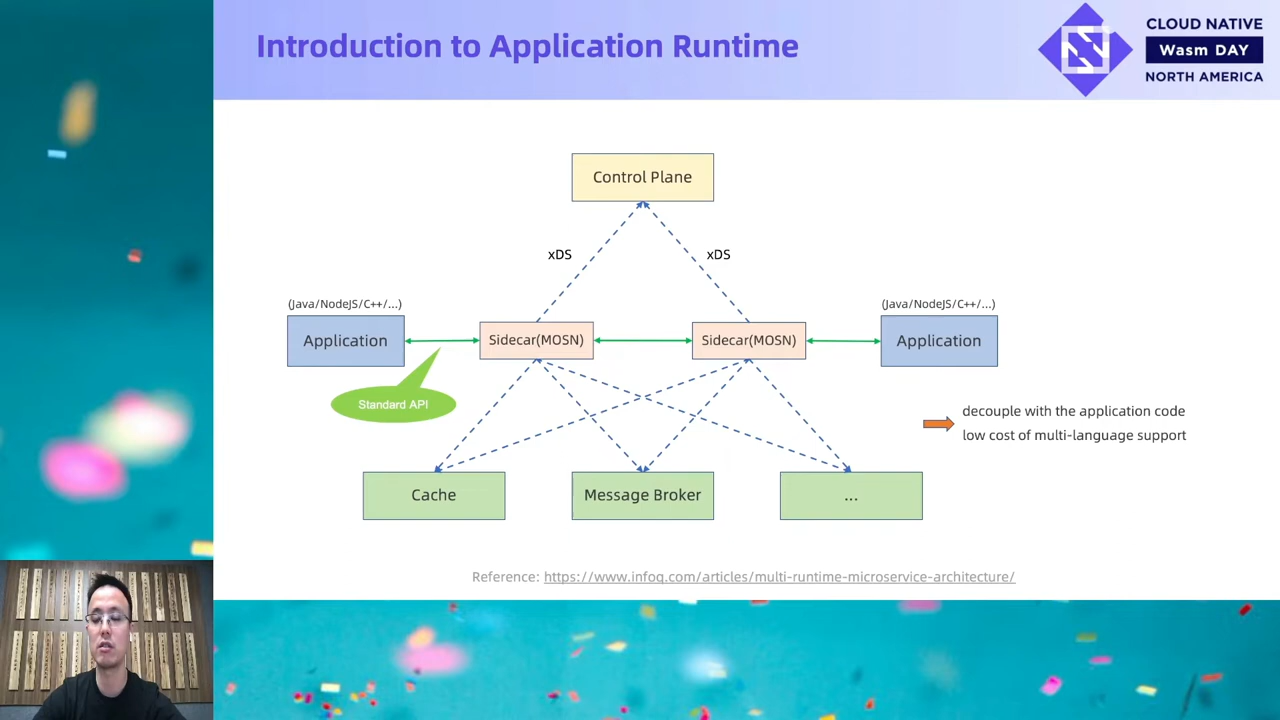 Introduction to Application Runtime
CLOUD NATIVE
Wasm DAY
NORTH AMERICA
Control Plane
xDS
xDS
(Java/NodeJS/C++/...)
(Java/NodeJS/C++/...)
Application
Sidecar(MOSN)
Sidecar(MOSN)
Application
Standard API
decouple with the application code
low cost of multi-language support
Cache
Message Broker
...
Reference: https://www.infoq.com/articles/multi-runtime-microservice-architecture/